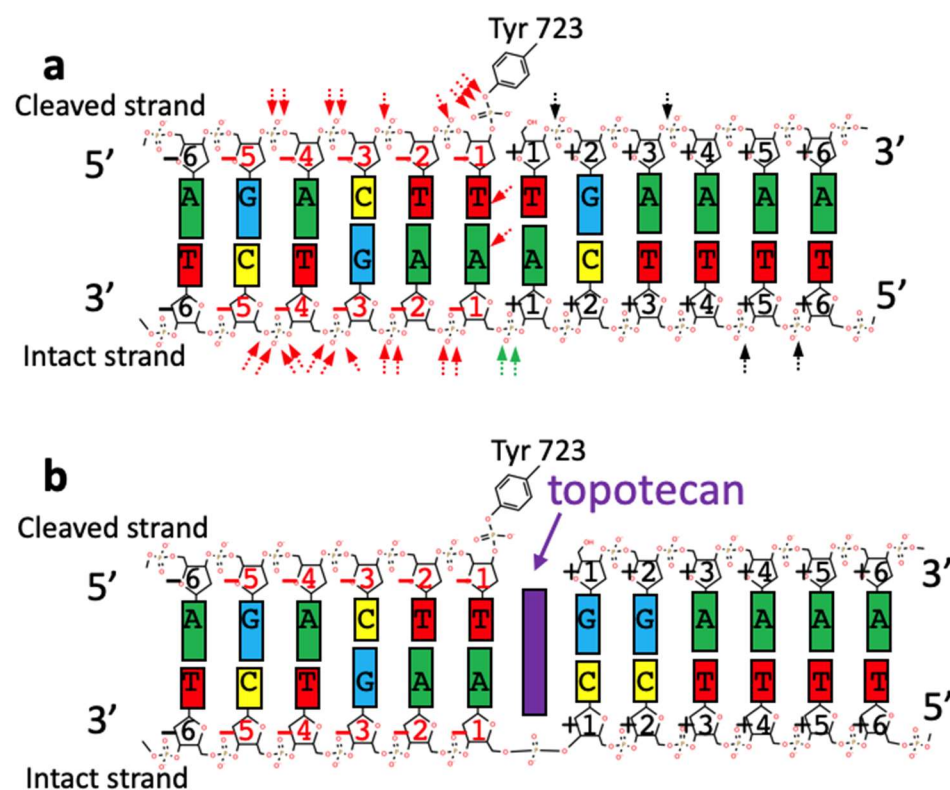 Tyr 723
a
Cleaved strand
5′ −6 −5 −4 −3 −2 −1 +1 +2 +3 +4 +5 +6 3′
A G A C T T T G A A A A
T C T G A A A C T T T T
3′ −6 −5 −4 −3 −2 −1 +1 +2 +3 +4 +5 +6 5′
Intact strand
Tyr 723
b
topotecan
Cleaved strand
5′ −6 −5 −4 −3 −2 −1 +1 +2 +3 +4 +5 +6 3′
A G A C T T G G A A A A
T C T G A A C C T T T T
3′ −6 −5 −4 −3 −2 −1 +1 +2 +3 +4 +5 +6 5′
Intact strand